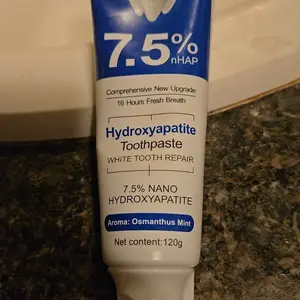 7.5%
nHAP
Comprehensive New Upgrade
16 Hours Fresh Breath
Hydroxyapatite
Toothpaste
WHITE TOOTH REPAIR
7.5% NANO
HYDROXYAPATITE
Aroma: Osmanthus Mint
Net content:120g